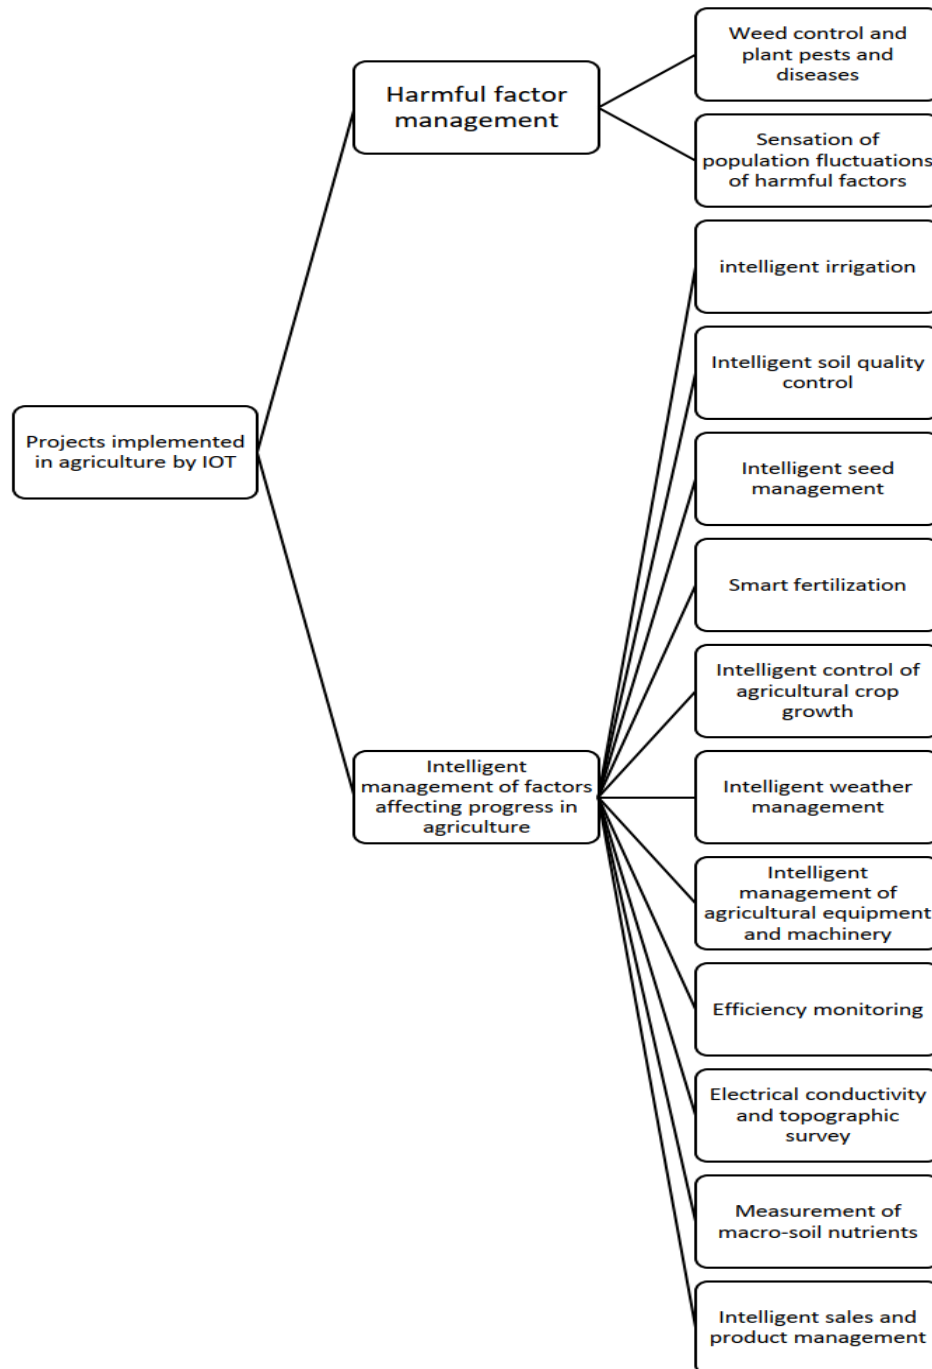 Weed control and
plant pests and
diseases
Harmful factor
management
Sensation of
population fluctuations
of harmful factors
intelligent irrigation
Intelligent soil quality
control
Projects implemented
in agriculture by IOT
Intelligent seed
management
Smart fertilization
Intelligent control of
agricultural crop
growth
Intelligent
management of factors
affecting progress in
agriculture
Intelligent weather
management
Intelligent
management of
agricultural equipment
and machinery
Efficiency monitoring
Electrical conductivity
and topographic
survey
Measurement of
macro-soil nutrients
Intelligent sales and
product management